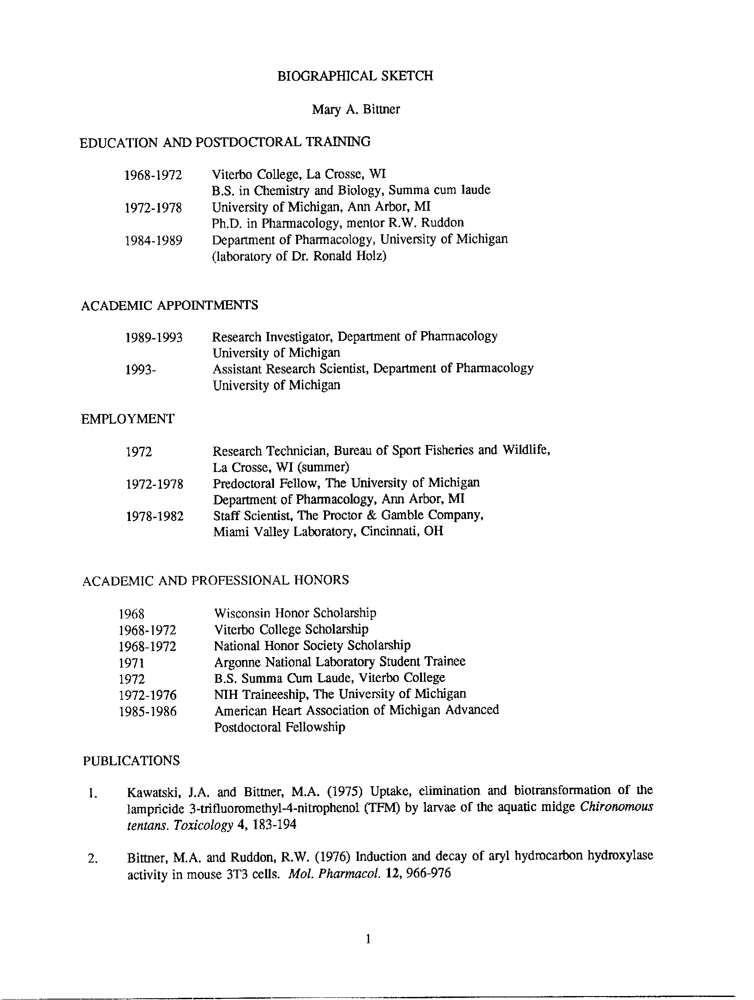 BIOGRAPHICAL SKETCH
Mary A. Bittner
EDUCATION AND POSTDOCTORAL TRAINING
1968-1972 Viterbo College, La Crosse, WI
B.S. in Chemistry and Biology, Summa cum laude
1972-1978 University of Michigan, Ann Arbor, MI
Ph.D. in Pharmacology, mentor R.W. Ruddon
1984-1989 Department of Pharmacology, University of Michigan
(laboratory of Dr. Ronald Holz)
ACADEMIC APPOINTMENTS
1989-1993 Research Investigator, Department of Pharmacology
University of Michigan
1993- Assistant Research Scientist, Department of Pharmacology
University of Michigan
EMPLOYMENT
1972 Research Technician, Bureau of Sport Fisheries and Wildlife,
La Crosse, WI (summer)
1972-1978 Predoctoral Fellow, The University of Michigan
Department of Pharmacology, Ann Arbor, MI
1978-1982 Staff Scientist, The Proctor & Gamble Company,
Miami Valley Laboratory, Cincinnati, OH
ACADEMIC AND PROFESSIONAL HONORS
1968 Wisconsin Honor Scholarship
1968-1972 Viterbo College Scholarship
1968-1972 National Honor Society Scholarship
1971 Argonne National Laboratory Student Trainee
1972 B.S. Summa Cum Laude, Viterbo College
1972-1976 NIH Traineeship, The University of Michigan
1985-1986 American Heart Association of Michigan Advanced
Postdoctoral Fellowship
PUBLICATIONS
1. Kawatski, J.A. and Bittner, M.A. (1975) Uptake, elimination and biotransformation of the
lampricide 3-trifluoromethyl-4-nitrophenol (TFM) by larvae of the aquatic midge Chironomous
tentans. Toxicology 4, 183-194
2. Bittner, M.A. and Ruddon, R.W. (1976) Induction and decay of aryl hydrocarbon hydroxylase
activity in mouse 3T3 cells. Mol. Pharmacol. 12, 966-976
1